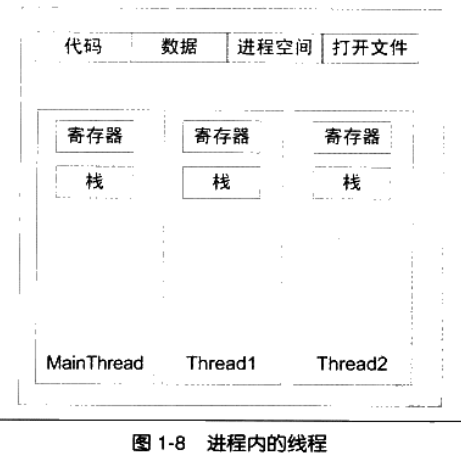 代码 数据 进程空间 打开文件
寄存器 寄存器 寄存器
栈 栈 栈
MainThread Thread1 Thread2
图 1-8 进程内的线程